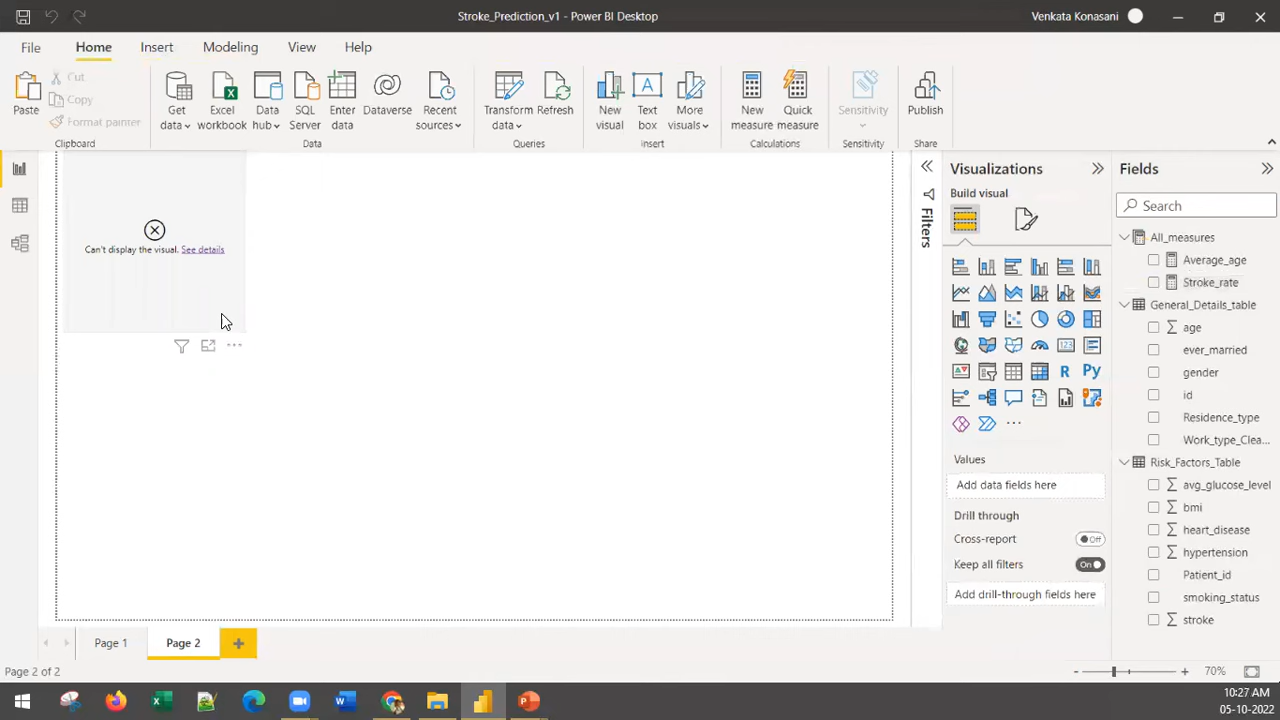 Stroke_Prediction_v1 - Power BI Desktop
Venkata Konasani
File
Home
Insert
Modeling
View
Help
Paste
Cut
Copy
Format painter
Get data
Excel workbook
Data hub
SQL Server
Enter data
Dataverse
Recent sources
Transform data
Refresh
New visual
Text box
More visuals
New measure
Quick measure
Sensitivity
Publish
Clipboard
Data
Queries
Insert
Calculations
Sensitivity
Share
Can't display the visual. See details
Filters
Visualizations
Build visual
Values
Add data fields here
Drill through
Cross-report
Off
Keep all filters
On
Add drill-through fields here
Fields
Search
All_measures
Average_age
Stroke_rate
General_Details_table
age
ever_married
gender
id
Residence_type
Work_type_Clea...
Risk_Factors_Table
avg_glucose_level
bmi
heart_disease
hypertension
Patient_id
smoking_status
stroke
Page 1
Page 2
Page 2 of 2
70%
10:27 AM
05-10-2022